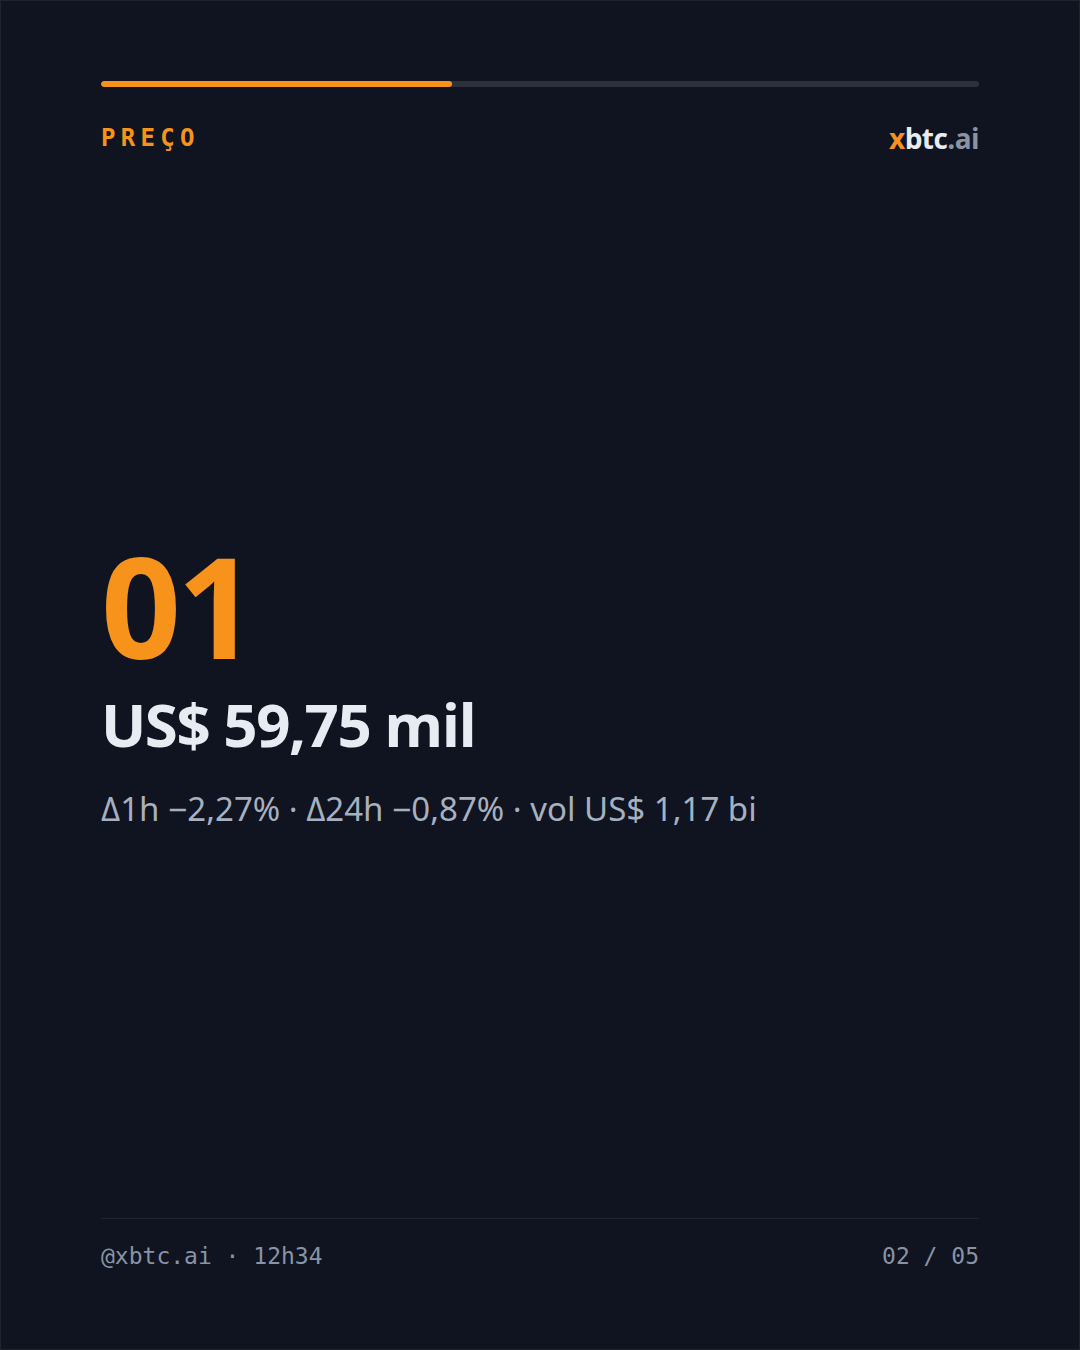 PREÇO
xbtc.ai
01
US$ 59,75 mil
Δ1h −2,27% · Δ24h −0,87% · vol US$ 1,17 bi
@xbtc.ai · 12h34
02 / 05